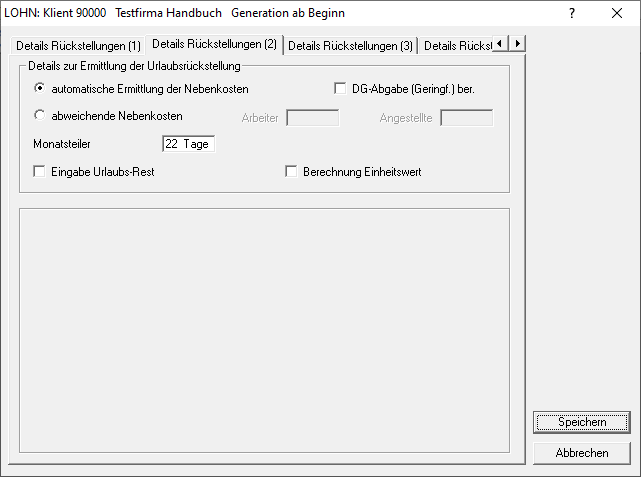 LOHN: Klient 90000 Testfirma Handbuch Generation ab Beginn ?
Details Rückstellungen (1) Details Rückstellungen (2) Details Rückstellungen (3) Details Rückst
Details zur Ermittlung der Urlaubsrückstellung
automatische Ermittlung der Nebenkosten DG-Abgabe (Geringf.) ber.
abweichende Nebenkosten Arbeiter Angestellte
Monatsteiler 22 Tage
Eingabe Urlaubs-Rest Berechnung Einheitswert
Speichern
Abbrechen